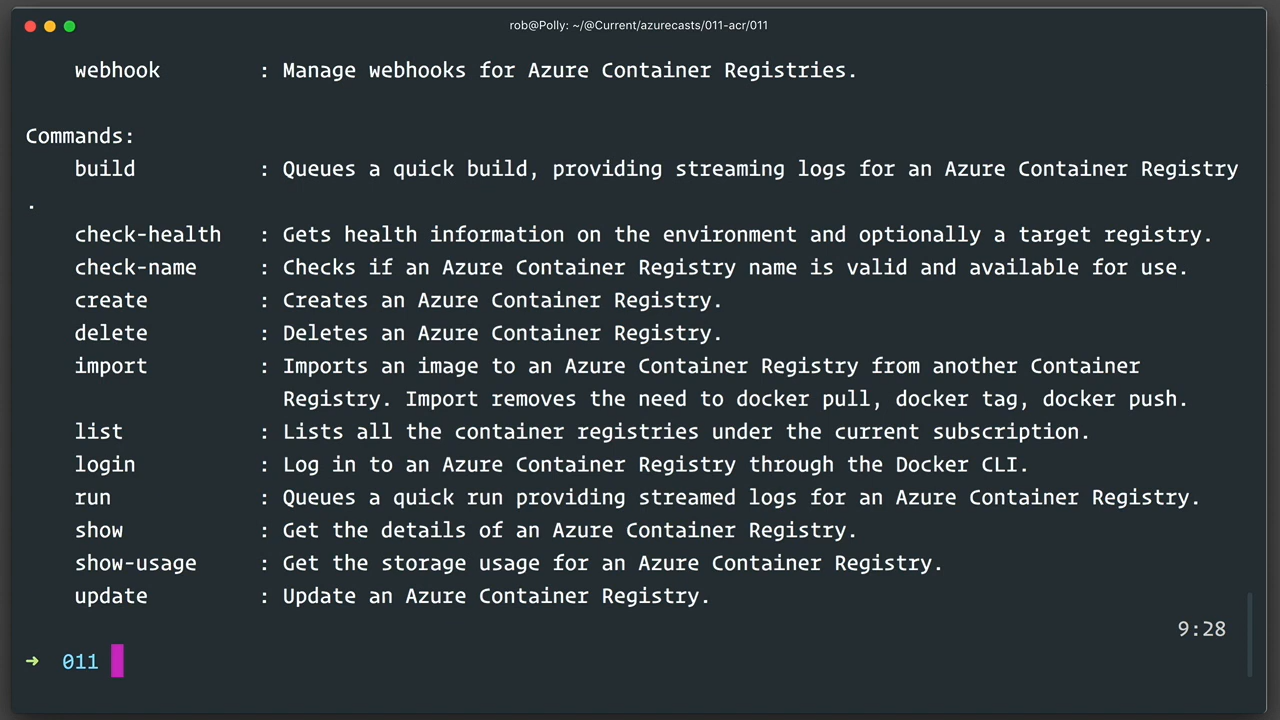 rob@Polly: ~/@Current/azurecasts/011-acr/011
webhook : Manage webhooks for Azure Container Registries.
Commands:
build : Queues a quick build, providing streaming logs for an Azure Container Registry
.
check-health : Gets health information on the environment and optionally a target registry.
check-name : Checks if an Azure Container Registry name is valid and available for use.
create : Creates an Azure Container Registry.
delete : Deletes an Azure Container Registry.
import : Imports an image to an Azure Container Registry from another Container
Registry. Import removes the need to docker pull, docker tag, docker push.
list : Lists all the container registries under the current subscription.
login : Log in to an Azure Container Registry through the Docker CLI.
run : Queues a quick run providing streamed logs for an Azure Container Registry.
show : Get the details of an Azure Container Registry.
show-usage : Get the storage usage for an Azure Container Registry.
update : Update an Azure Container Registry.
9:28
→ 011